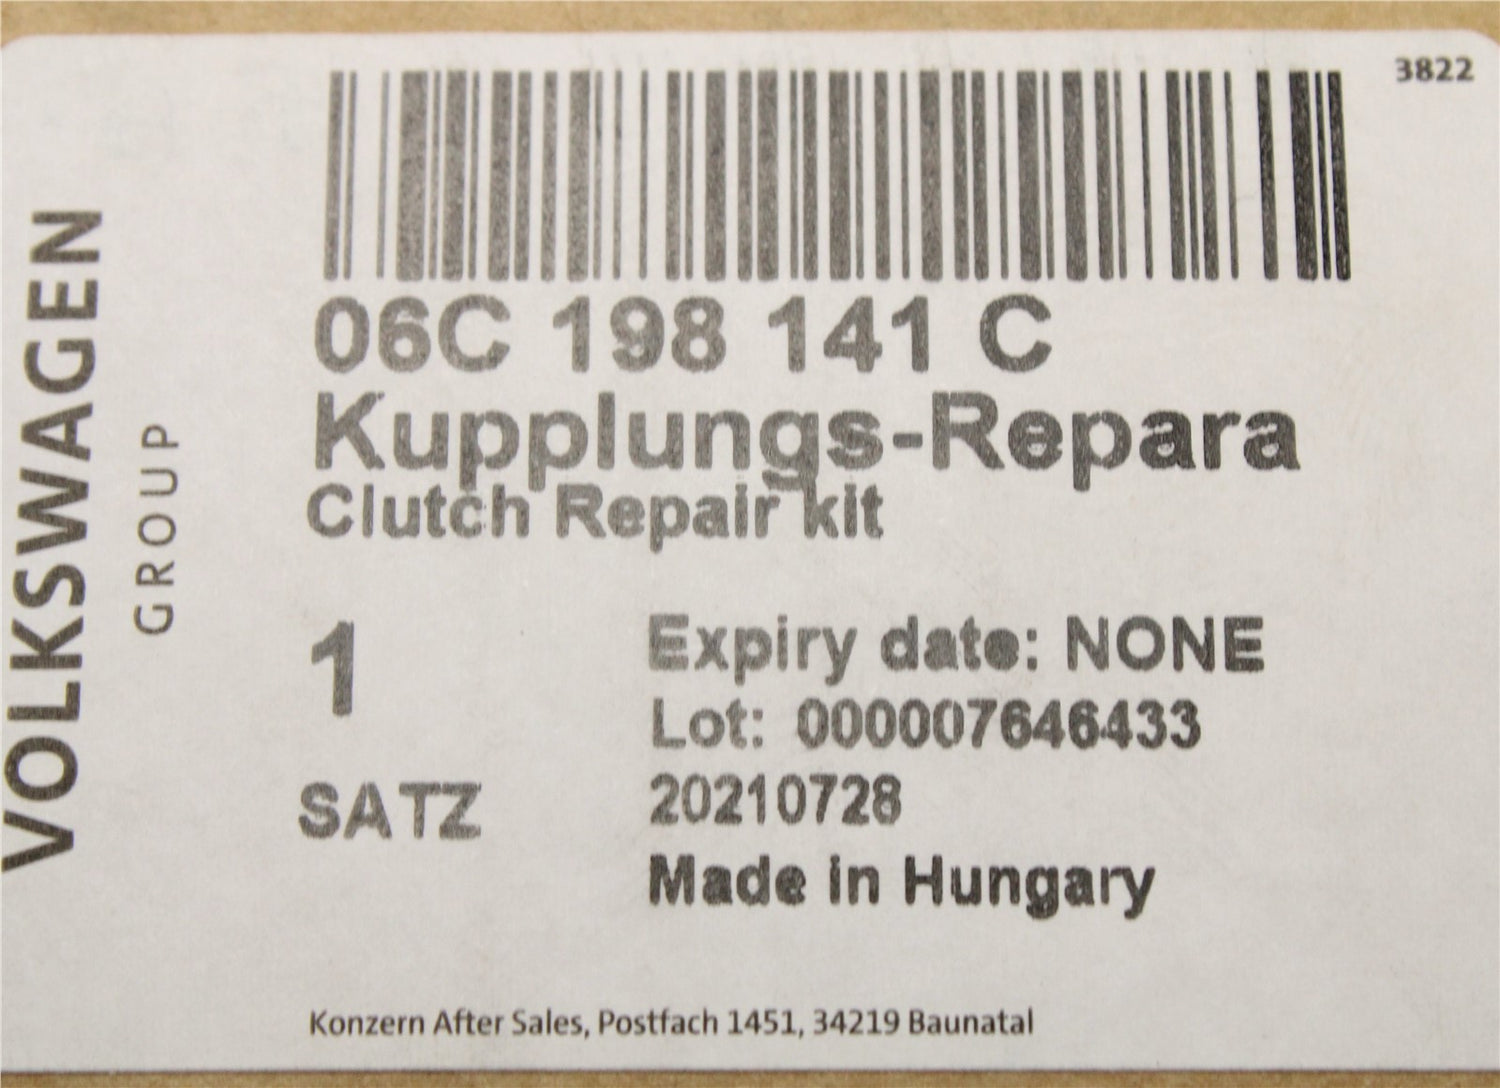 3822
VOLKSWAGEN
GROUP
06C 198 141 C
Kupplungs-Repara
Clutch Repair kit
1
SATZ
Expiry date: NONE
Lot: 000007646433
20210728
Made in Hungary
Konzern After Sales, Postfach 1451, 34219 Baunatal